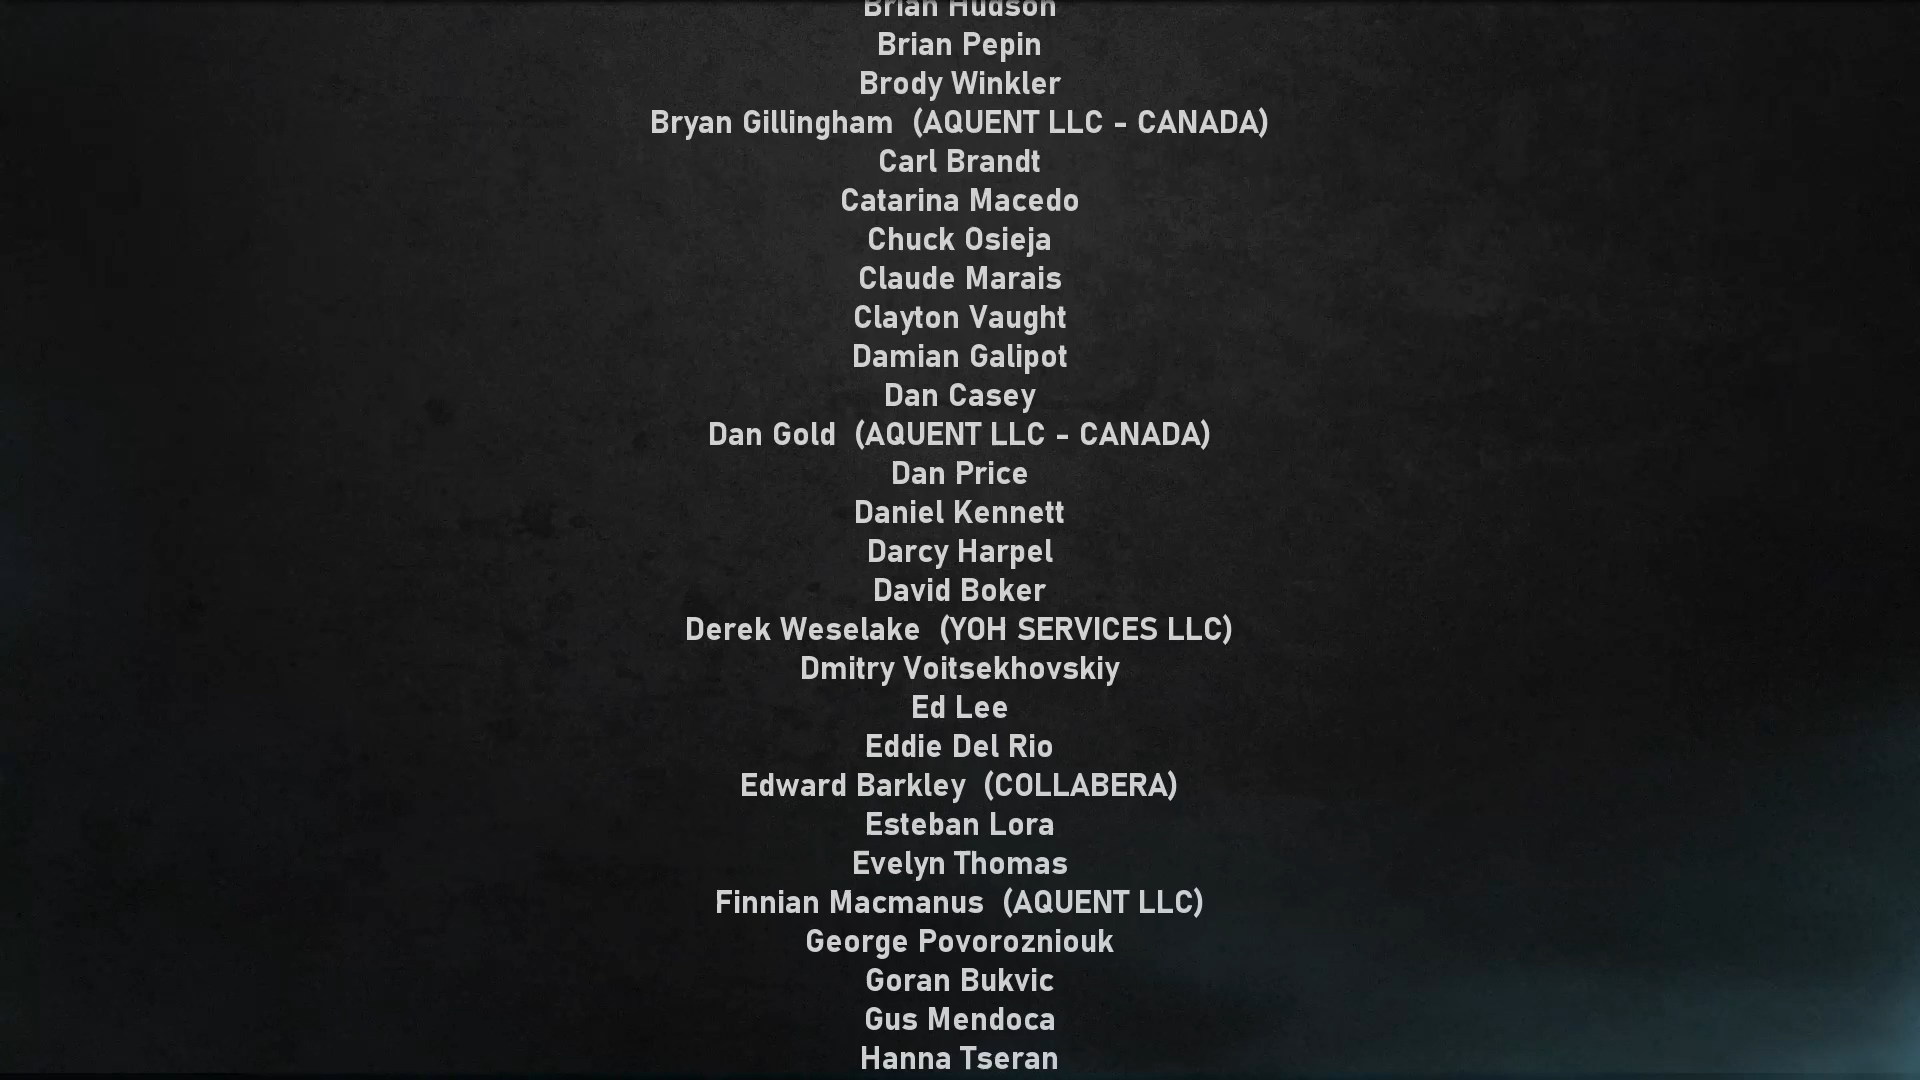 Brian Hudson
Brian Pepin
Brody Winkler
Bryan Gillingham (AQUENT LLC - CANADA)
Carl Brandt
Catarina Macedo
Chuck Osieja
Claude Marais
Clayton Vaught
Damian Galipot
Dan Casey
Dan Gold (AQUENT LLC - CANADA)
Dan Price
Daniel Kennett
Darcy Harpel
David Boker
Derek Weselake (YOH SERVICES LLC)
Dmitry Voitsekhovskiy
Ed Lee
Eddie Del Rio
Edward Barkley (COLLABERA)
Esteban Lora
Evelyn Thomas
Finnian Macmanus (AQUENT LLC)
George Povorozniouk
Goran Bukvic
Gus Mendoca
Hanna Tseran